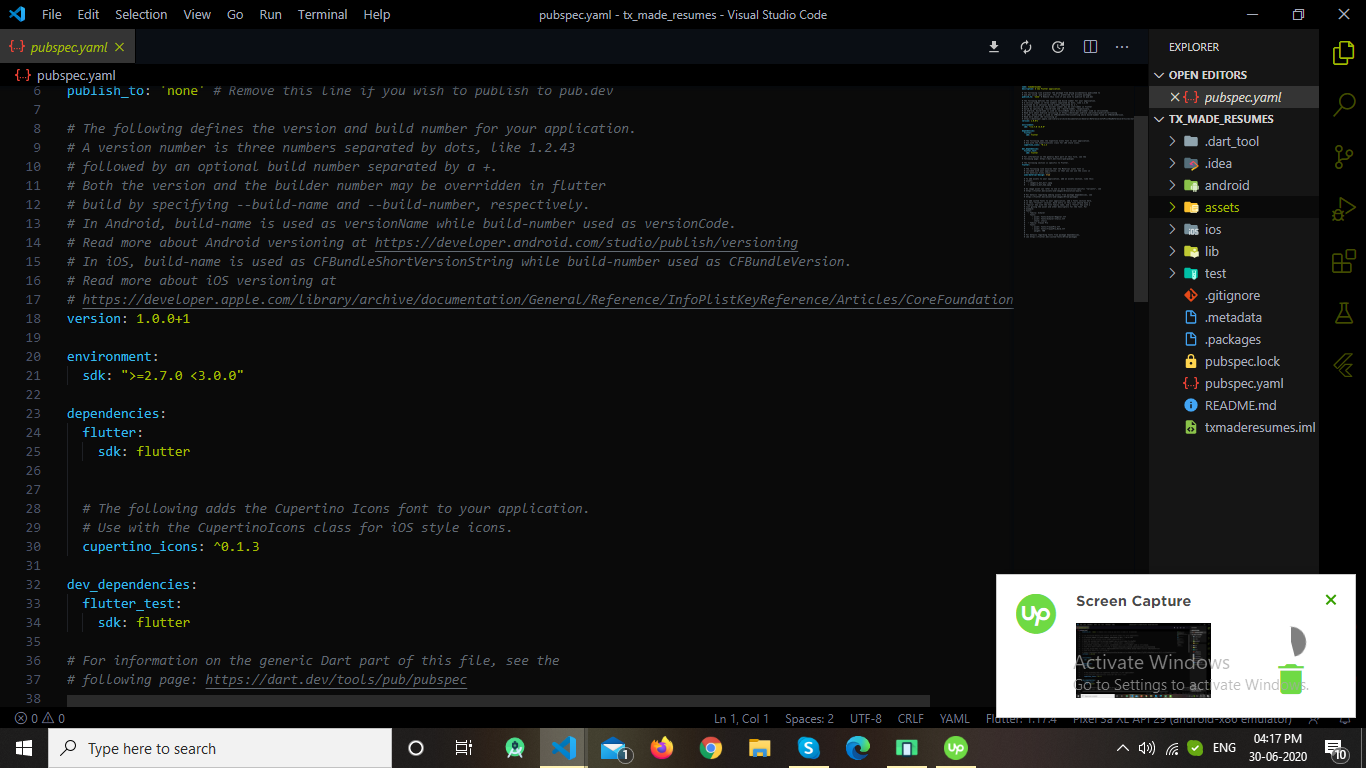 File Edit Selection View Go Run Terminal Help
pubspec.yaml - tx_made_resumes - Visual Studio Code
pubspec.yaml
pubspec.yaml
6 publish_to: 'none' # Remove this line if you wish to publish to pub.dev
7
8 # The following defines the version and build number for your application.
9 # A version number is three numbers separated by dots, like 1.2.43
10 # followed by an optional build number separated by a +.
11 # Both the version and the builder number may be overridden in flutter
12 # build by specifying --build-name and --build-number, respectively.
13 # In Android, build-name is used as versionName while build-number used as versionCode.
14 # Read more about Android versioning at https://developer.android.com/studio/publish/versioning
15 # In iOS, build-name is used as CFBundleShortVersionString while build-number used as CFBundleVersion.
16 # Read more about iOS versioning at
17 # https://developer.apple.com/library/archive/documentation/General/Reference/InfoPlistKeyReference/Articles/CoreFoundation
18 version: 1.0.0+1
19
20 environment:
21 sdk: ">=2.7.0 <3.0.0"
22
23 dependencies:
24 flutter:
25 sdk: flutter
26
27
28 # The following adds the Cupertino Icons font to your application.
29 # Use with the CupertinoIcons class for iOS style icons.
30 cupertino_icons: ^0.1.3
31
32 dev_dependencies:
33 flutter_test:
34 sdk: flutter
35
36 # For information on the generic Dart part of this file, see the
37 # following page: https://dart.dev/tools/pub/pubspec
38
EXPLORER
OPEN EDITORS
pubspec.yaml
TX_MADE_RESUMES
.dart_tool
.idea
android
assets
ios
lib
test
.gitignore
.metadata
.packages
pubspec.lock
pubspec.yaml
README.md
txmaderesumes.iml
Up
Screen Capture
Activate Windows
Go to Settings to activate Windows.
0 0
Ln 1, Col 1 Spaces: 2 UTF-8 CRLF YAML Flutter: 1.17.4 Pixel 3a XL API 29 (android-x86 emulator)
Type here to search
1
ENG
04:17 PM
30-06-2020
10